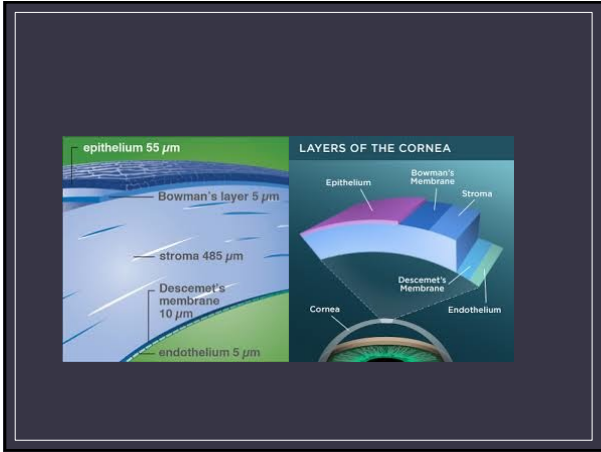 epithelium 55 µm
Bowman's layer 5 µm
stroma 485 µm
Descemet's
membrane
10 µm
endothelium 5 µm
LAYERS OF THE CORNEA
Epithelium
Bowman's
Membrane
Stroma
Descemet's
Membrane
Endothelium
Cornea